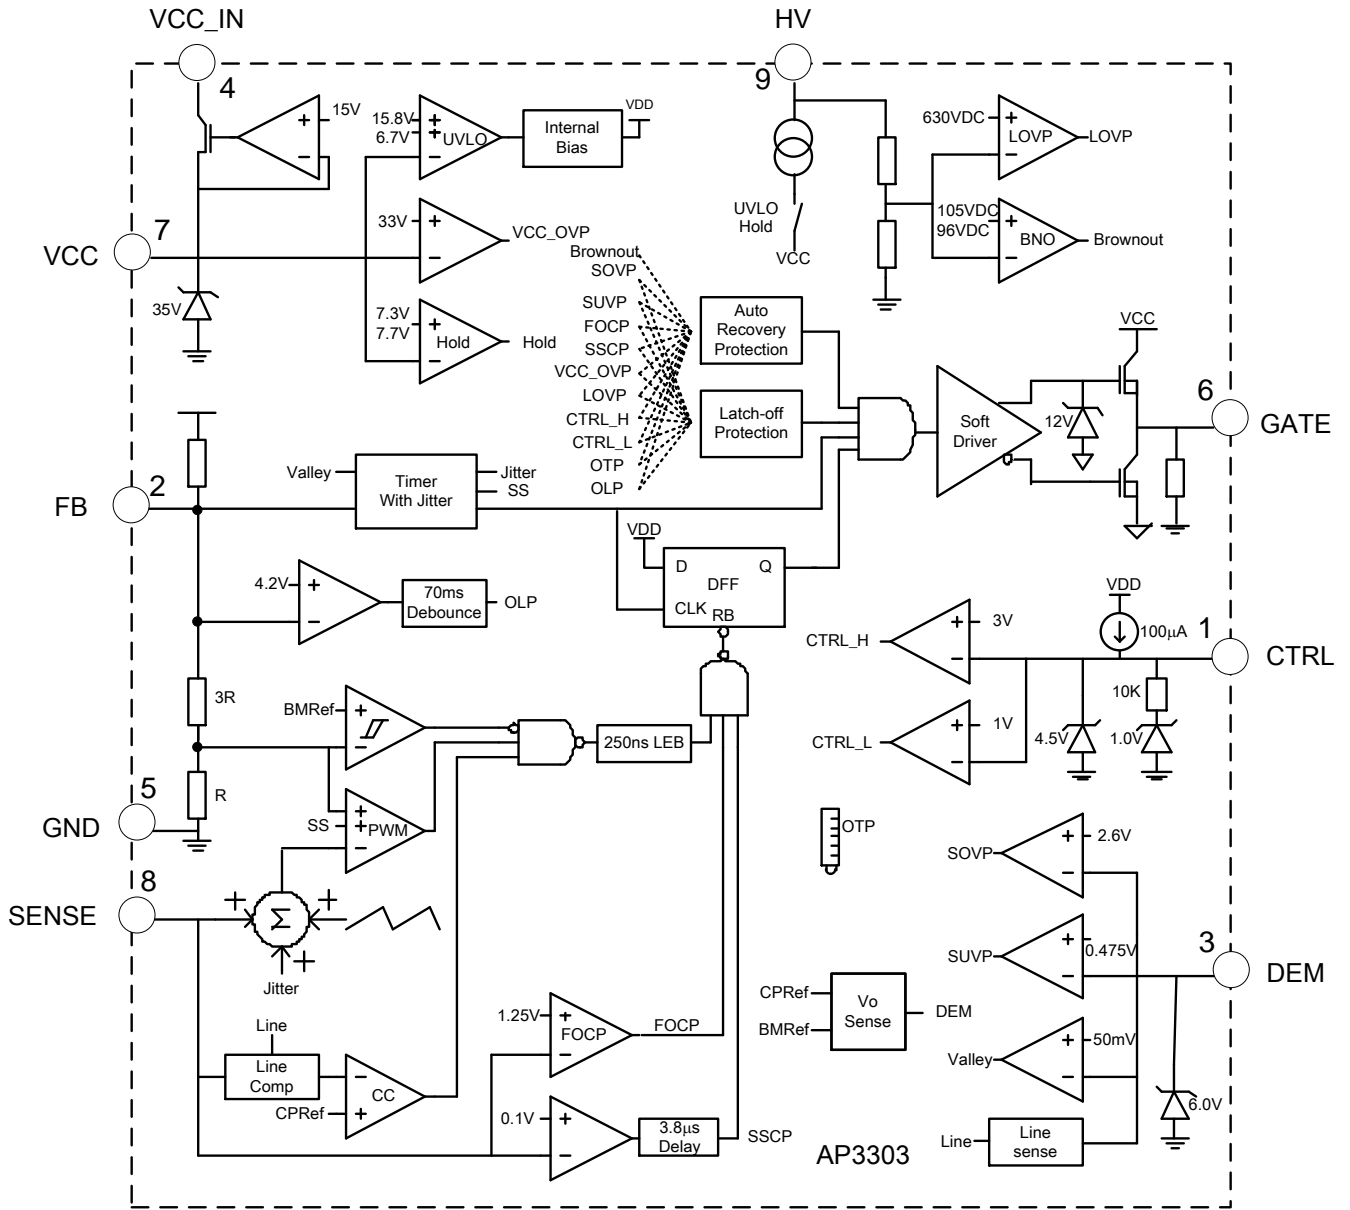 VCC_IN
HV
4
9
15V
15.8V
6.7V
UVLO
Internal
Bias
VDD
630VDC
+
LOVP
LOVP
−
UVLO
Hold
VCC
105VDC
96VDC
+
BNO
Brownout
−
7
VCC
33V
+
VCC_OVP
−
35V
7.3V
7.7V
+
Hold
Hold
−
Brownout
SOVP
SUVP
FOCP
SSCP
VCC_OVP
LOVP
CTRL_H
CTRL_L
OTP
OLP
Auto
Recovery
Protection
Latch-off
Protection
Soft
Driver
VCC
12V
6
GATE
2
FB
Valley
Timer
With Jitter
Jitter
SS
VDD
D
Q
DFF
CLK
RB
4.2V
+
−
70ms
Debounce
OLP
3R
R
BMRef
+
−
250ns LEB
5
GND
SS
+
+
PWM
−
8
SENSE
+
+
Σ
+
Jitter
Line
Line
Comp
−
CC
CPRef
+
1.25V
+
FOCP
−
FOCP
0.1V
+
−
3.8μs
Delay
SSCP
VDD
100μA
1
CTRL
CTRL_H
+
3V
−
CTRL_L
+
1V
−
10K
4.5V
1.0V
OTP
SOVP
+
2.6V
−
SUVP
+
0.475V
−
3
DEM
CPRef
BMRef
Vo
Sense
DEM
Valley
+
50mV
−
6.0V
Line
Line
sense
AP3303